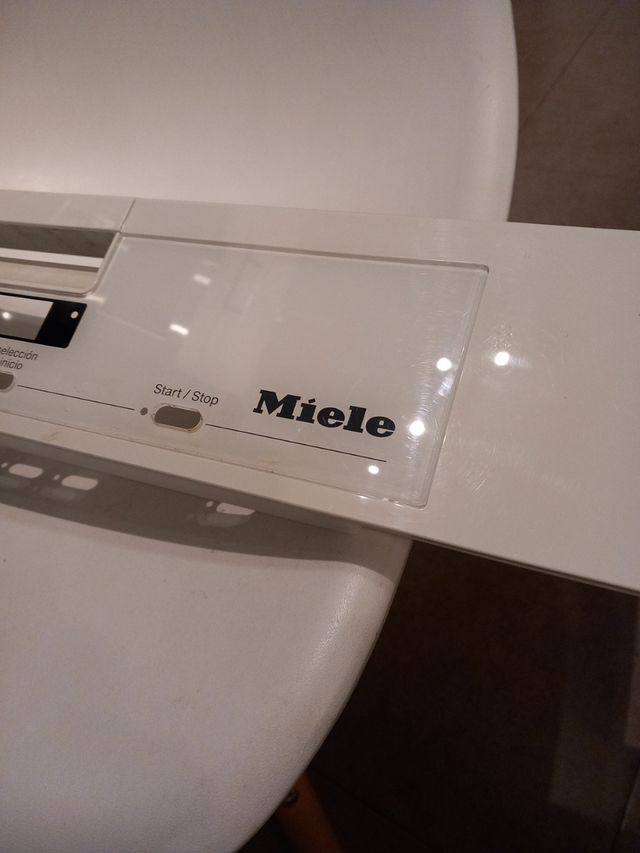 elección
inicio
Start / Stop
Miele